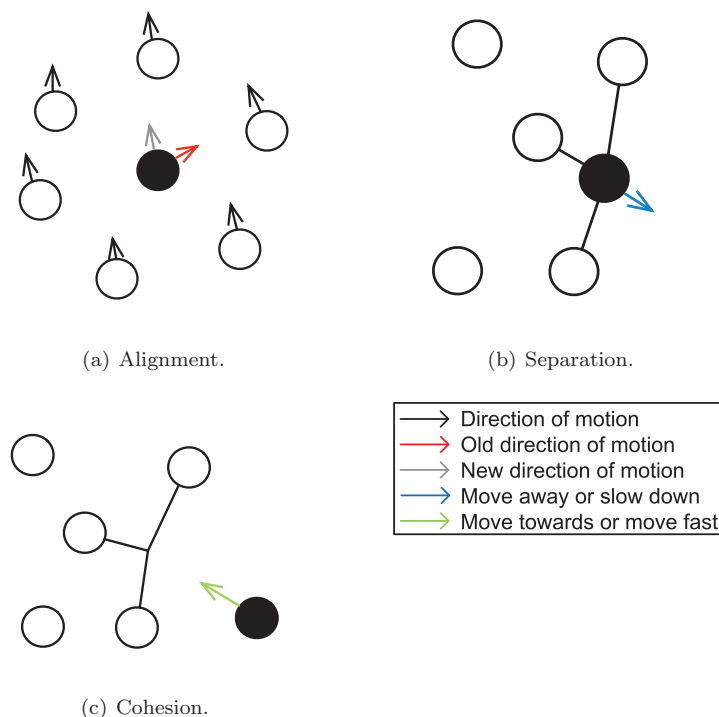 (a) Alignment.
(b) Separation.
Direction of motion
Old direction of motion
New direction of motion
Move away or slow down
Move towards or move fast
(c) Cohesion.